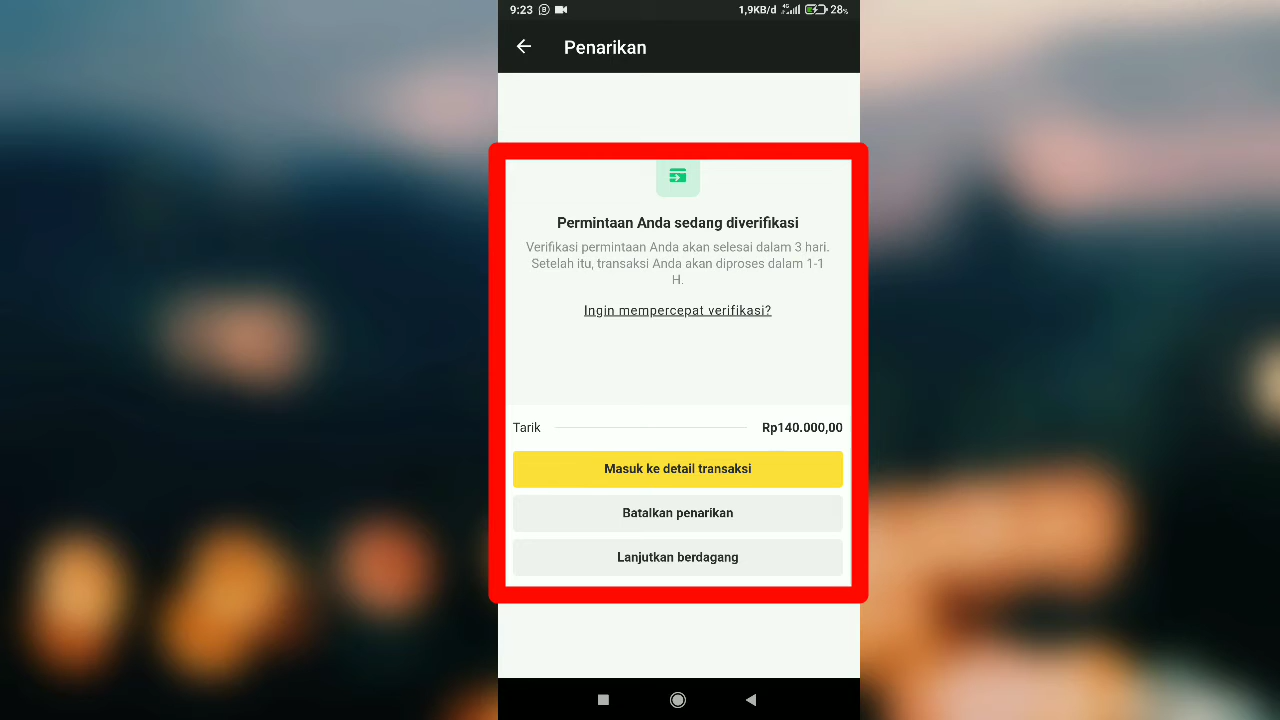 9:23 1,9KB/d 4G 28%
Penarikan
Permintaan Anda sedang diverifikasi
Verifikasi permintaan Anda akan selesai dalam 3 hari.
Setelah itu, transaksi Anda akan diproses dalam 1-1
H.
Ingin mempercepat verifikasi?
Tarik Rp140.000,00
Masuk ke detail transaksi
Batalkan penarikan
Lanjutkan berdagang